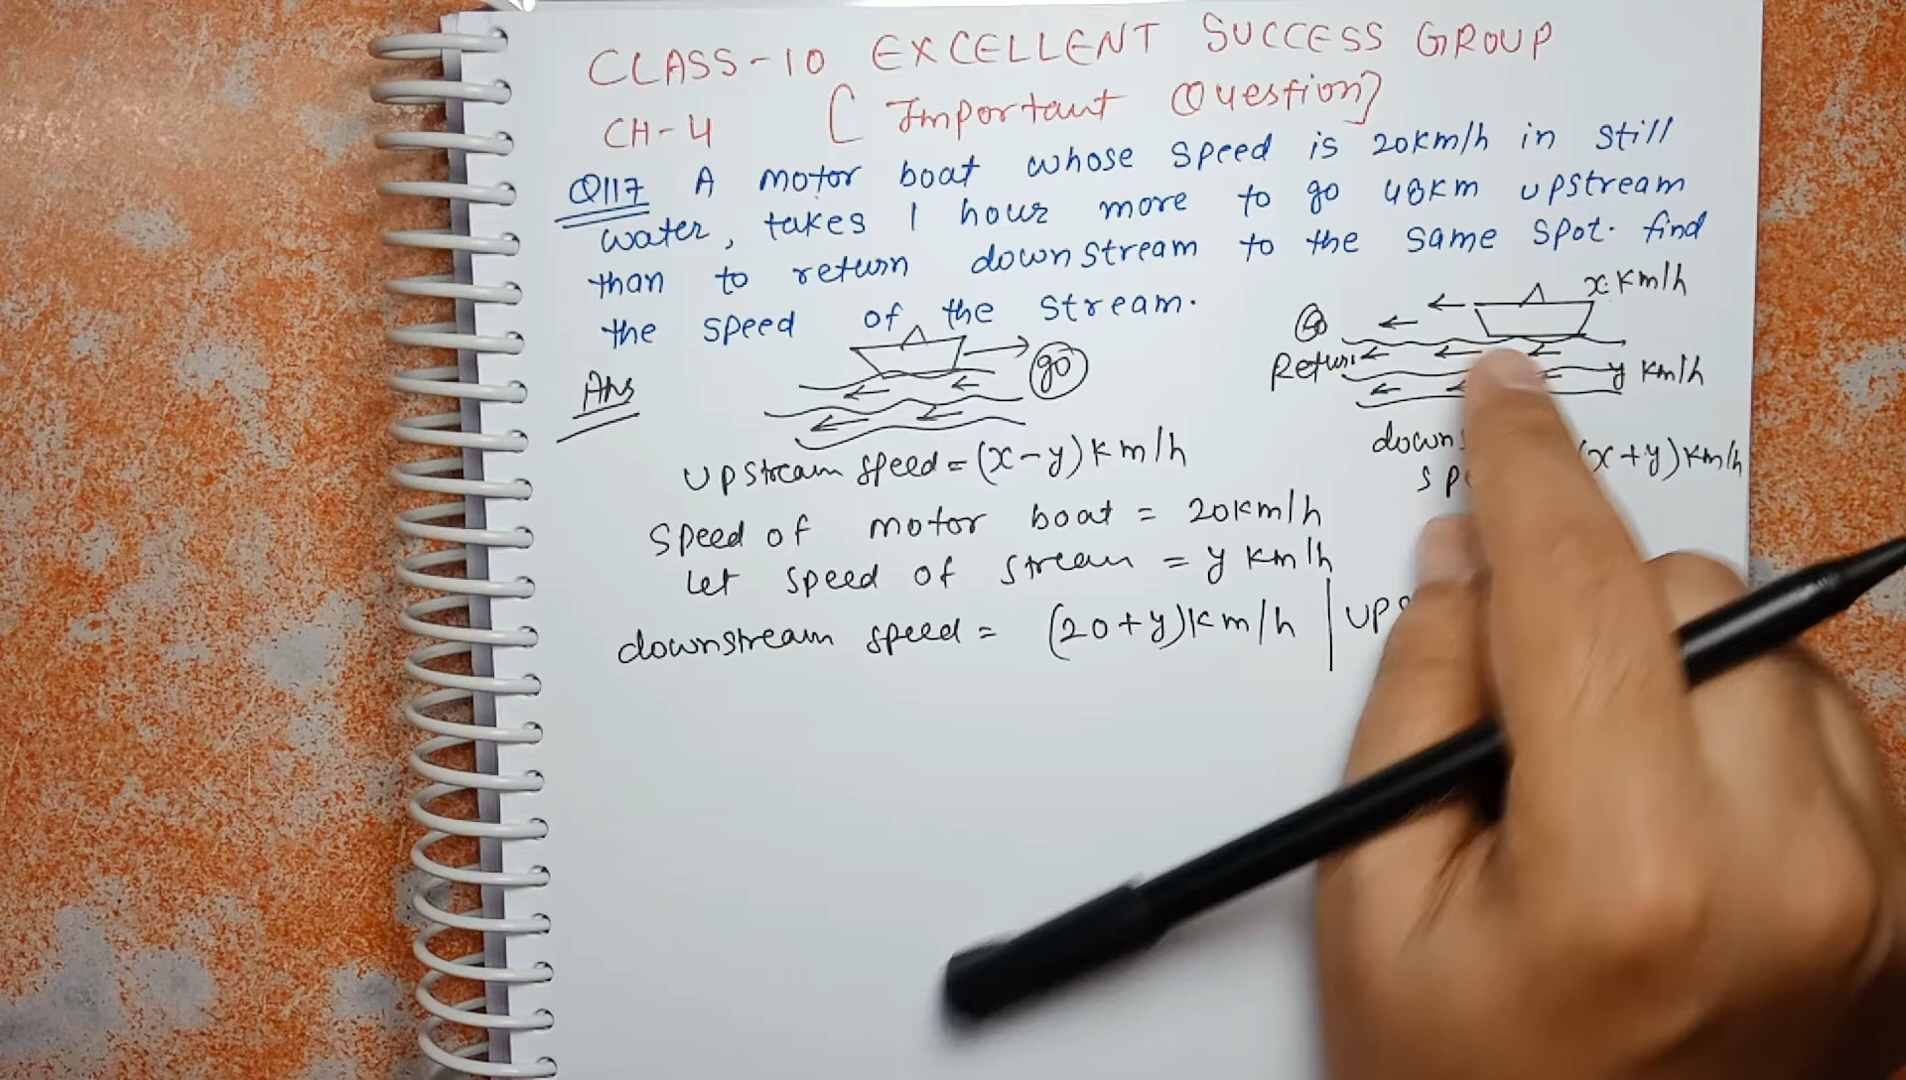 CLASS-10 EXCELLENT SUCCESS GROUP
CH-4 [Important Question]
Q117 A motor boat whose speed is 20km/h in still
water, takes 1 hour more to go 48km upstream
than to return downstream to the same spot. find
the speed of the stream.
x km/h
go
Go
Return
y km/h
Ans
upstream speed = (x-y)km/h
down
(x+y)km/h
speed of motor boat = 20km/h
let speed of stream = y km/h
downstream speed = (20+y)km/h